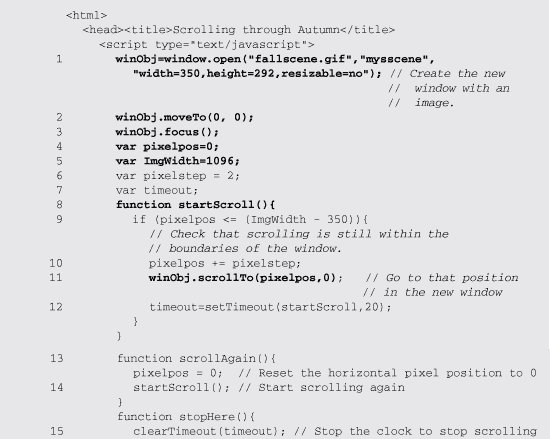 <html>
<head><title>Scrolling through Autumn</title>
<script type="text/javascript">
1 winObj=window.open("fallscene.gif","mysscene",
"width=350,height=292,resizable=no"); // Create the new
// window with an
// image.
2 winObj.moveTo(0, 0);
3 winObj.focus();
4 var pixelpos=0;
5 var ImgWidth=1096;
6 var pixelstep = 2;
7 var timeout;
8 function startScroll(){
9 if (pixelpos <= (ImgWidth - 350)){
// Check that scrolling is still within the
// boundaries of the window.
10 pixelpos += pixelstep;
11 winObj.scrollTo(pixelpos,0); // Go to that position
// in the new window
12 timeout=setTimeout(startScroll,20);
}
}
13 function scrollAgain(){
pixelpos = 0; // Reset the horizontal pixel position to 0
14 startScroll(); // Start scrolling again
}
function stopHere(){
15 clearTimeout(timeout); // Stop the clock to stop scrolling